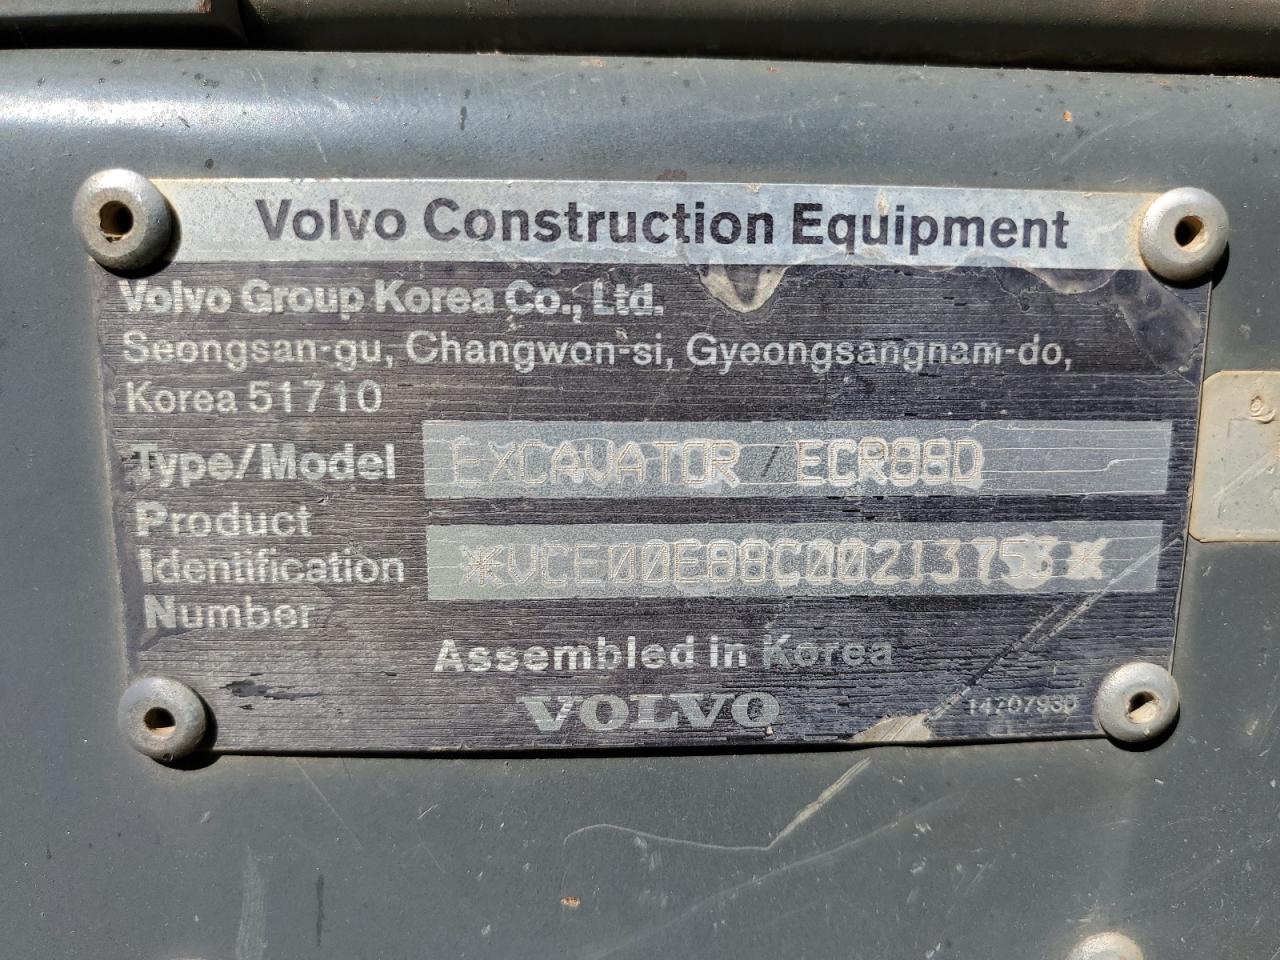 Volvo Construction Equipment
Volvo Group Korea Co., Ltd.
Seongsan-gu, Changwon-si, Gyeongsangnam-do,
Korea 51710
Type/Model EXCAVATOR / ECR88D
Product
Identification *VCE00E88C00213753*
Number
Assembled in Korea
VOLVO
14707930